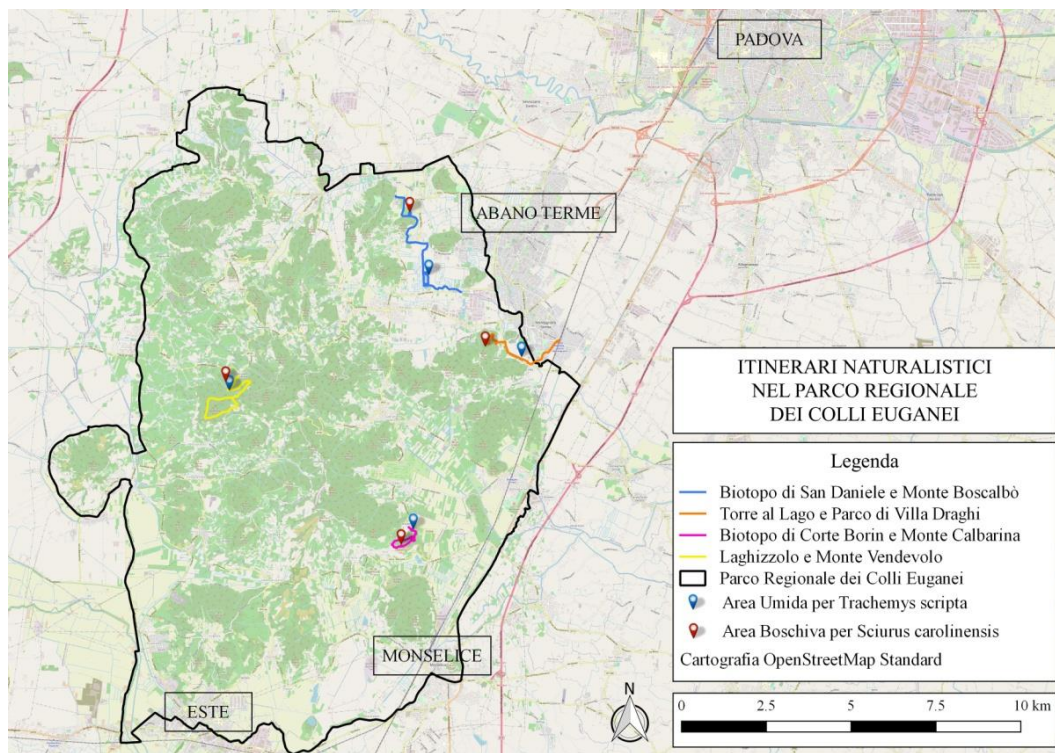 PADOVA
ABANO TERME
MONSELICE
ESTE
ITINERARI NATURALISTICI
NEL PARCO REGIONALE
DEI COLLI EUGANEI
Legenda
Biotopo di San Daniele e Monte Boscalbò
Torre al Lago e Parco di Villa Draghi
Biotopo di Corte Borin e Monte Calbarina
Laghizzolo e Monte Vendevolo
Parco Regionale dei Colli Euganei
Area Umida per Trachemys scripta
Area Boschiva per Sciurus carolinensis
Cartografia OpenStreetMap Standard
N
0 2.5 5 7.5 10 km